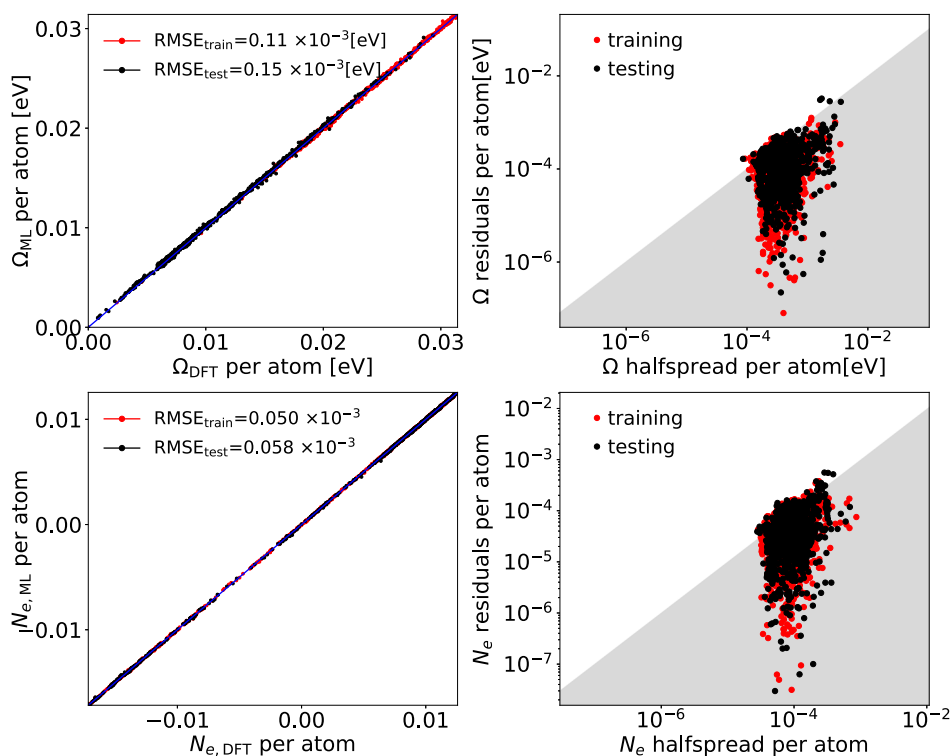 Ω_ML per atom [eV]
0.03
0.02
0.01
0.00
RMSE_train=0.11 ×10^−3[eV]
RMSE_test=0.15 ×10^−3[eV]
0.00 0.01 0.02 0.03
Ω_DFT per atom [eV]
Ω residuals per atom[eV]
10^−2
10^−4
10^−6
training
testing
10^−6 10^−4 10^−2
Ω halfspread per atom[eV]
N_e,ML per atom
0.01
0.00
−0.01
RMSE_train=0.050 ×10^−3
RMSE_test=0.058 ×10^−3
−0.01 0.00 0.01
N_e,DFT per atom
N_e residuals per atom
10^−2
10^−3
10^−4
10^−5
10^−6
10^−7
training
testing
10^−6 10^−4 10^−2
N_e halfspread per atom